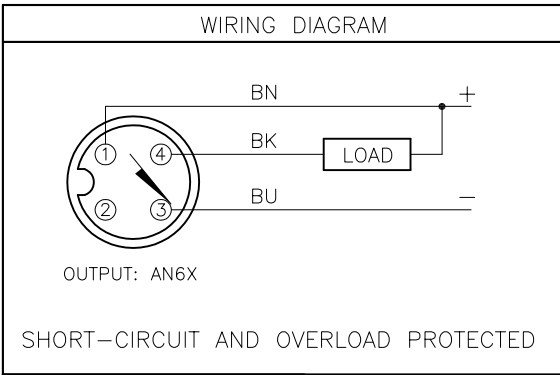 WIRING DIAGRAM
BN
+
BK
1
4
LOAD
BU
-
2
3
OUTPUT: AN6X
SHORT-CIRCUIT AND OVERLOAD PROTECTED